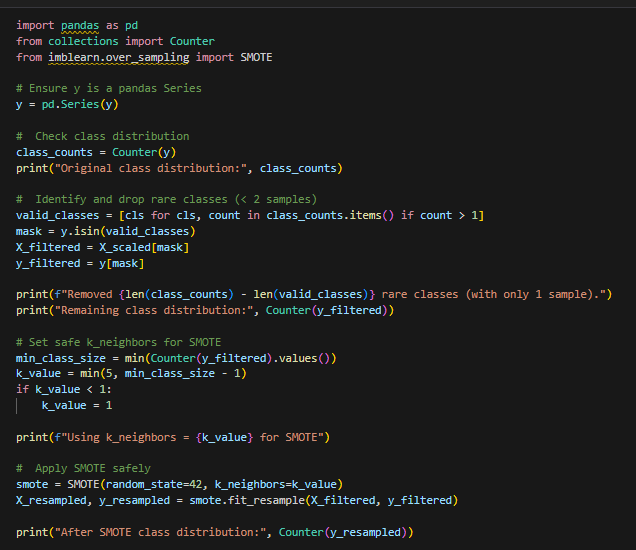 import pandas as pd
from collections import Counter
from imblearn.over_sampling import SMOTE
# Ensure y is a pandas Series
y = pd.Series(y)
#  Check class distribution
class_counts = Counter(y)
print("Original class distribution:", class_counts)
#  Identify and drop rare classes (< 2 samples)
valid_classes = [cls for cls, count in class_counts.items() if count > 1]
mask = y.isin(valid_classes)
X_filtered = X_scaled[mask]
y_filtered = y[mask]
print(f"Removed {len(class_counts) - len(valid_classes)} rare classes (with only 1 sample).")
print("Remaining class distribution:", Counter(y_filtered))
# Set safe k_neighbors for SMOTE
min_class_size = min(Counter(y_filtered).values())
k_value = min(5, min_class_size - 1)
if k_value < 1:
    k_value = 1
print(f"Using k_neighbors = {k_value} for SMOTE")
#  Apply SMOTE safely
smote = SMOTE(random_state=42, k_neighbors=k_value)
X_resampled, y_resampled = smote.fit_resample(X_filtered, y_filtered)
print("After SMOTE class distribution:", Counter(y_resampled))